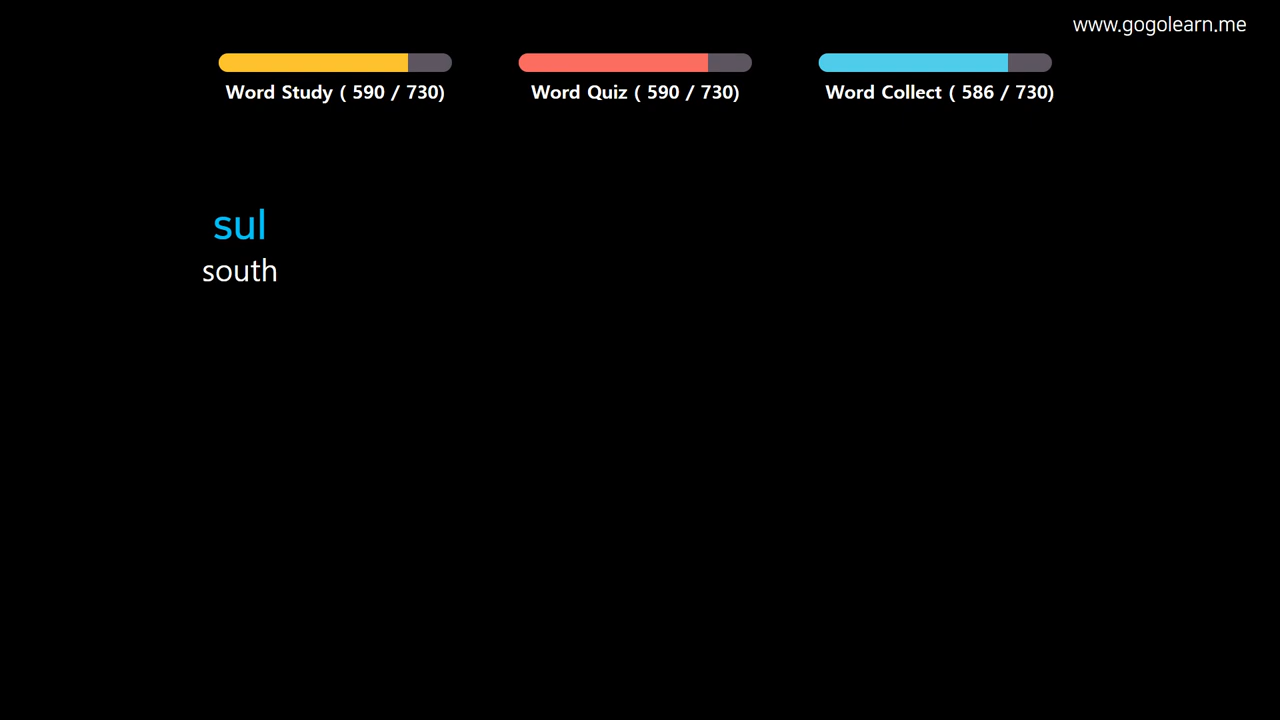 www.gogolearn.me
Word Study ( 590 / 730)
Word Quiz ( 590 / 730)
Word Collect ( 586 / 730)
sul
south